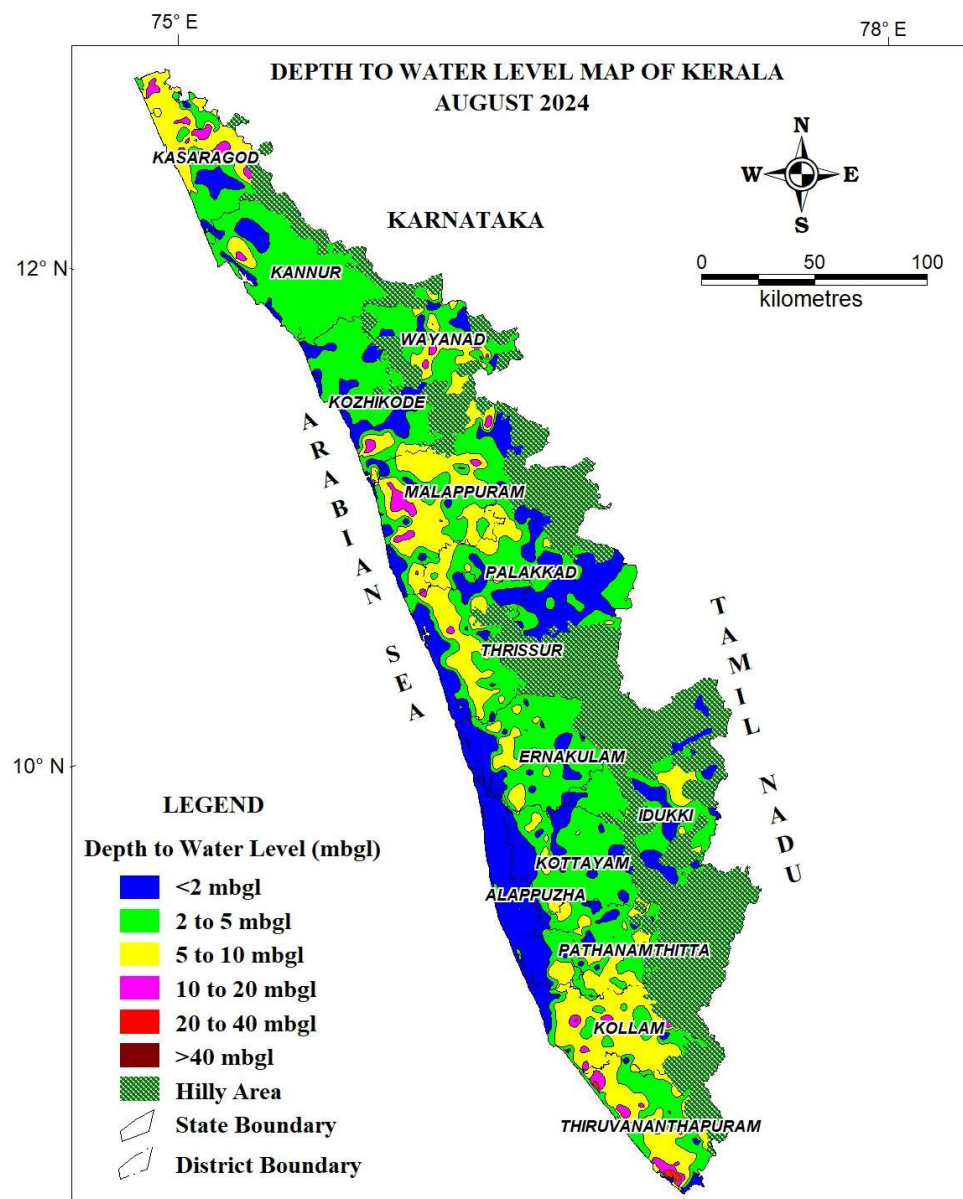 75° E
78° E
DEPTH TO WATER LEVEL MAP OF KERALA
AUGUST 2024
N
W E
S
KASARAGOD
KARNATAKA
12° N
0 50 100
kilometres
KANNUR
WAYANAD
KOZHIKODE
ARABIAN SEA
MALAPPURAM
PALAKKAD
TAMIL NADU
THRISSUR
10° N
ERNAKULAM
IDUKKI
KOTTAYAM
ALAPPUZHA
PATHANAMTHITTA
KOLLAM
THIRUVANANTHAPURAM
LEGEND
Depth to Water Level (mbgl)
<2 mbgl
2 to 5 mbgl
5 to 10 mbgl
10 to 20 mbgl
20 to 40 mbgl
>40 mbgl
Hilly Area
State Boundary
District Boundary